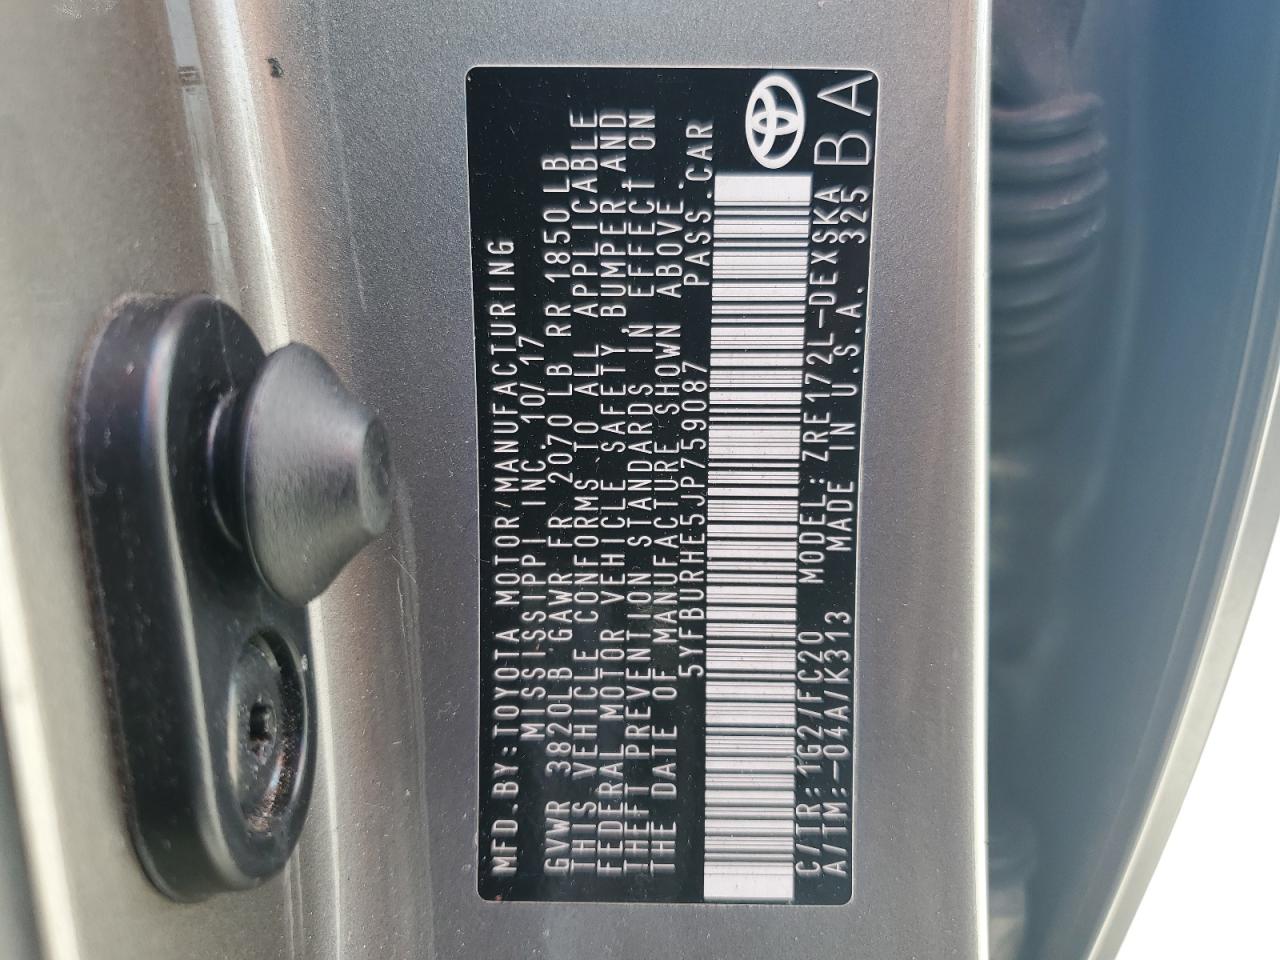 MFD.BY:TOYOTA MOTOR MANUFACTURING
MISSISSIPPI INC. 10/17
GVWR 3820LB GAWR FR 2070 LB RR 1850 LB
THIS VEHICLE CONFORMS TO ALL APPLICABLE
FEDERAL MOTOR VEHICLE SAFETY, BUMPER AND
THEFT PREVENTION STANDARDS IN EFFECT ON
THE DATE OF MANUFACTURE SHOWN ABOVE.
5YFBURHE5JP759087 PASS.CAR
C/TR:1G2/FC20 MODEL:ZRE172L-DEXSKA
A/TM:-04A/K313 MADE IN U.S.A. 325
BA